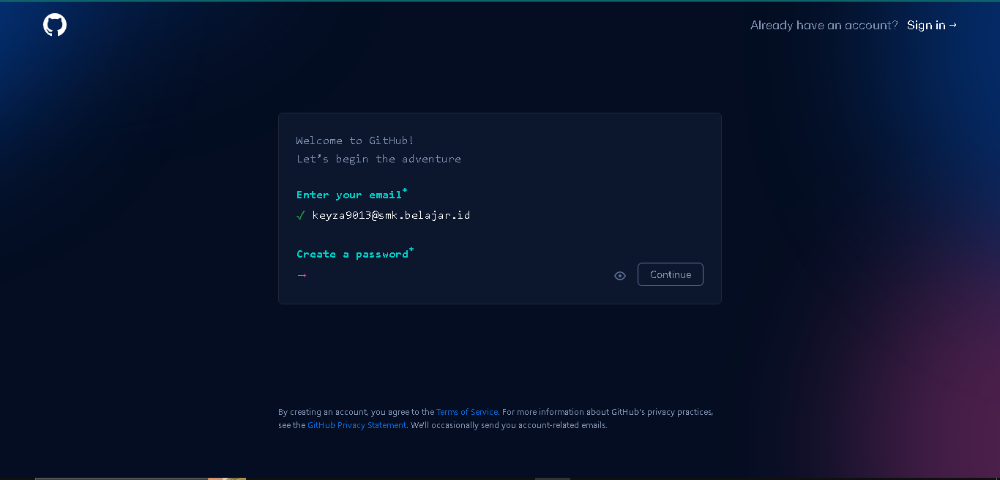 Already have an account? Sign in →
Welcome to GitHub!
Let’s begin the adventure
Enter your email*
✓ keyza9013@smk.belajar.id
Create a password*
→ Continue
By creating an account, you agree to the Terms of Service. For more information about GitHub's privacy practices,
see the GitHub Privacy Statement. We'll occasionally send you account-related emails.